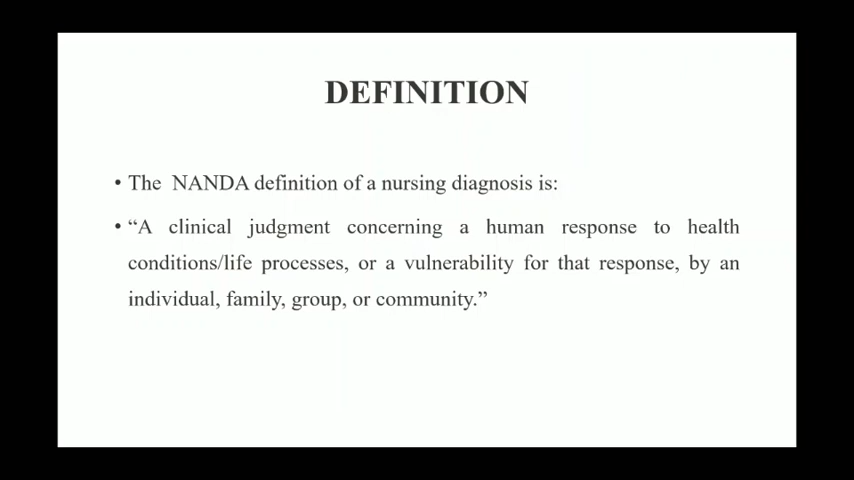 DEFINITION
• The NANDA definition of a nursing diagnosis is:
• “A clinical judgment concerning a human response to health
conditions/life processes, or a vulnerability for that response, by an
individual, family, group, or community.”